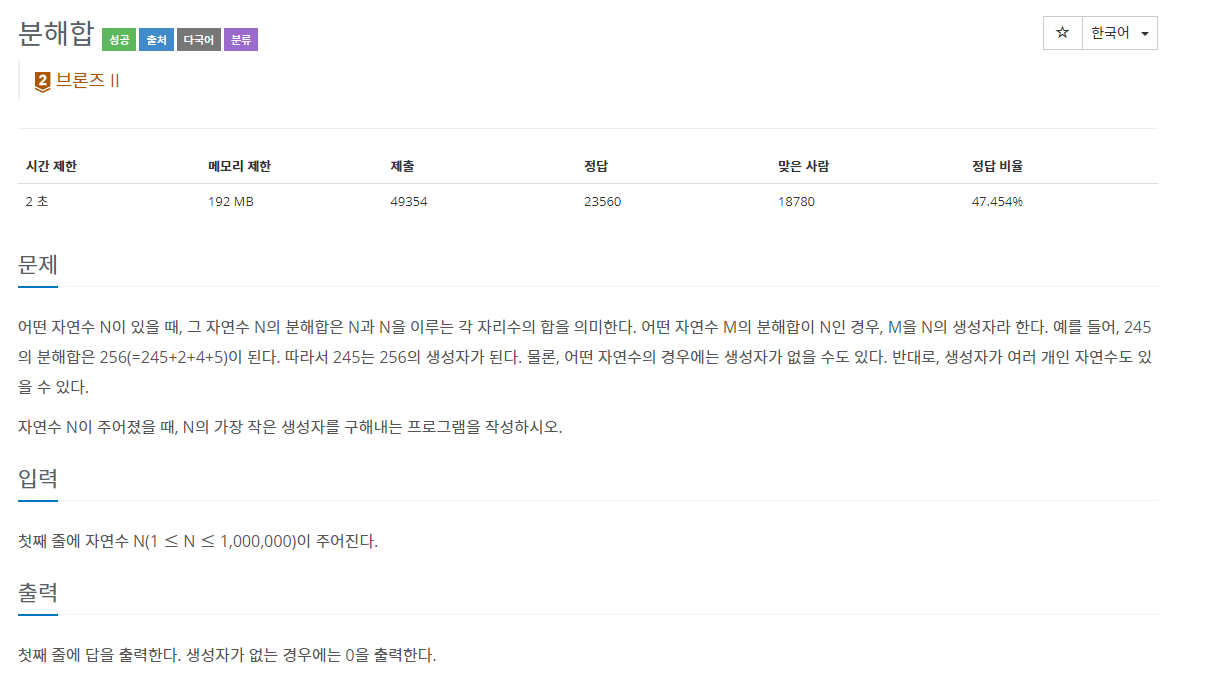 분해합 성공 출처 다국어 분류
☆ 한국어
2 브론즈 II
시간 제한 메모리 제한 제출 정답 맞은 사람 정답 비율
2 초 192 MB 49354 23560 18780 47.454%
문제
어떤 자연수 N이 있을 때, 그 자연수 N의 분해합은 N과 N을 이루는 각 자리수의 합을 의미한다. 어떤 자연수 M의 분해합이 N인 경우, M을 N의 생성자라 한다. 예를 들어, 245
의 분해합은 256(=245+2+4+5)이 된다. 따라서 245는 256의 생성자가 된다. 물론, 어떤 자연수의 경우에는 생성자가 없을 수도 있다. 반대로, 생성자가 여러 개인 자연수도 있
을 수 있다.
자연수 N이 주어졌을 때, N의 가장 작은 생성자를 구해내는 프로그램을 작성하시오.
입력
첫째 줄에 자연수 N(1 ≤ N ≤ 1,000,000)이 주어진다.
출력
첫째 줄에 답을 출력한다. 생성자가 없는 경우에는 0을 출력한다.